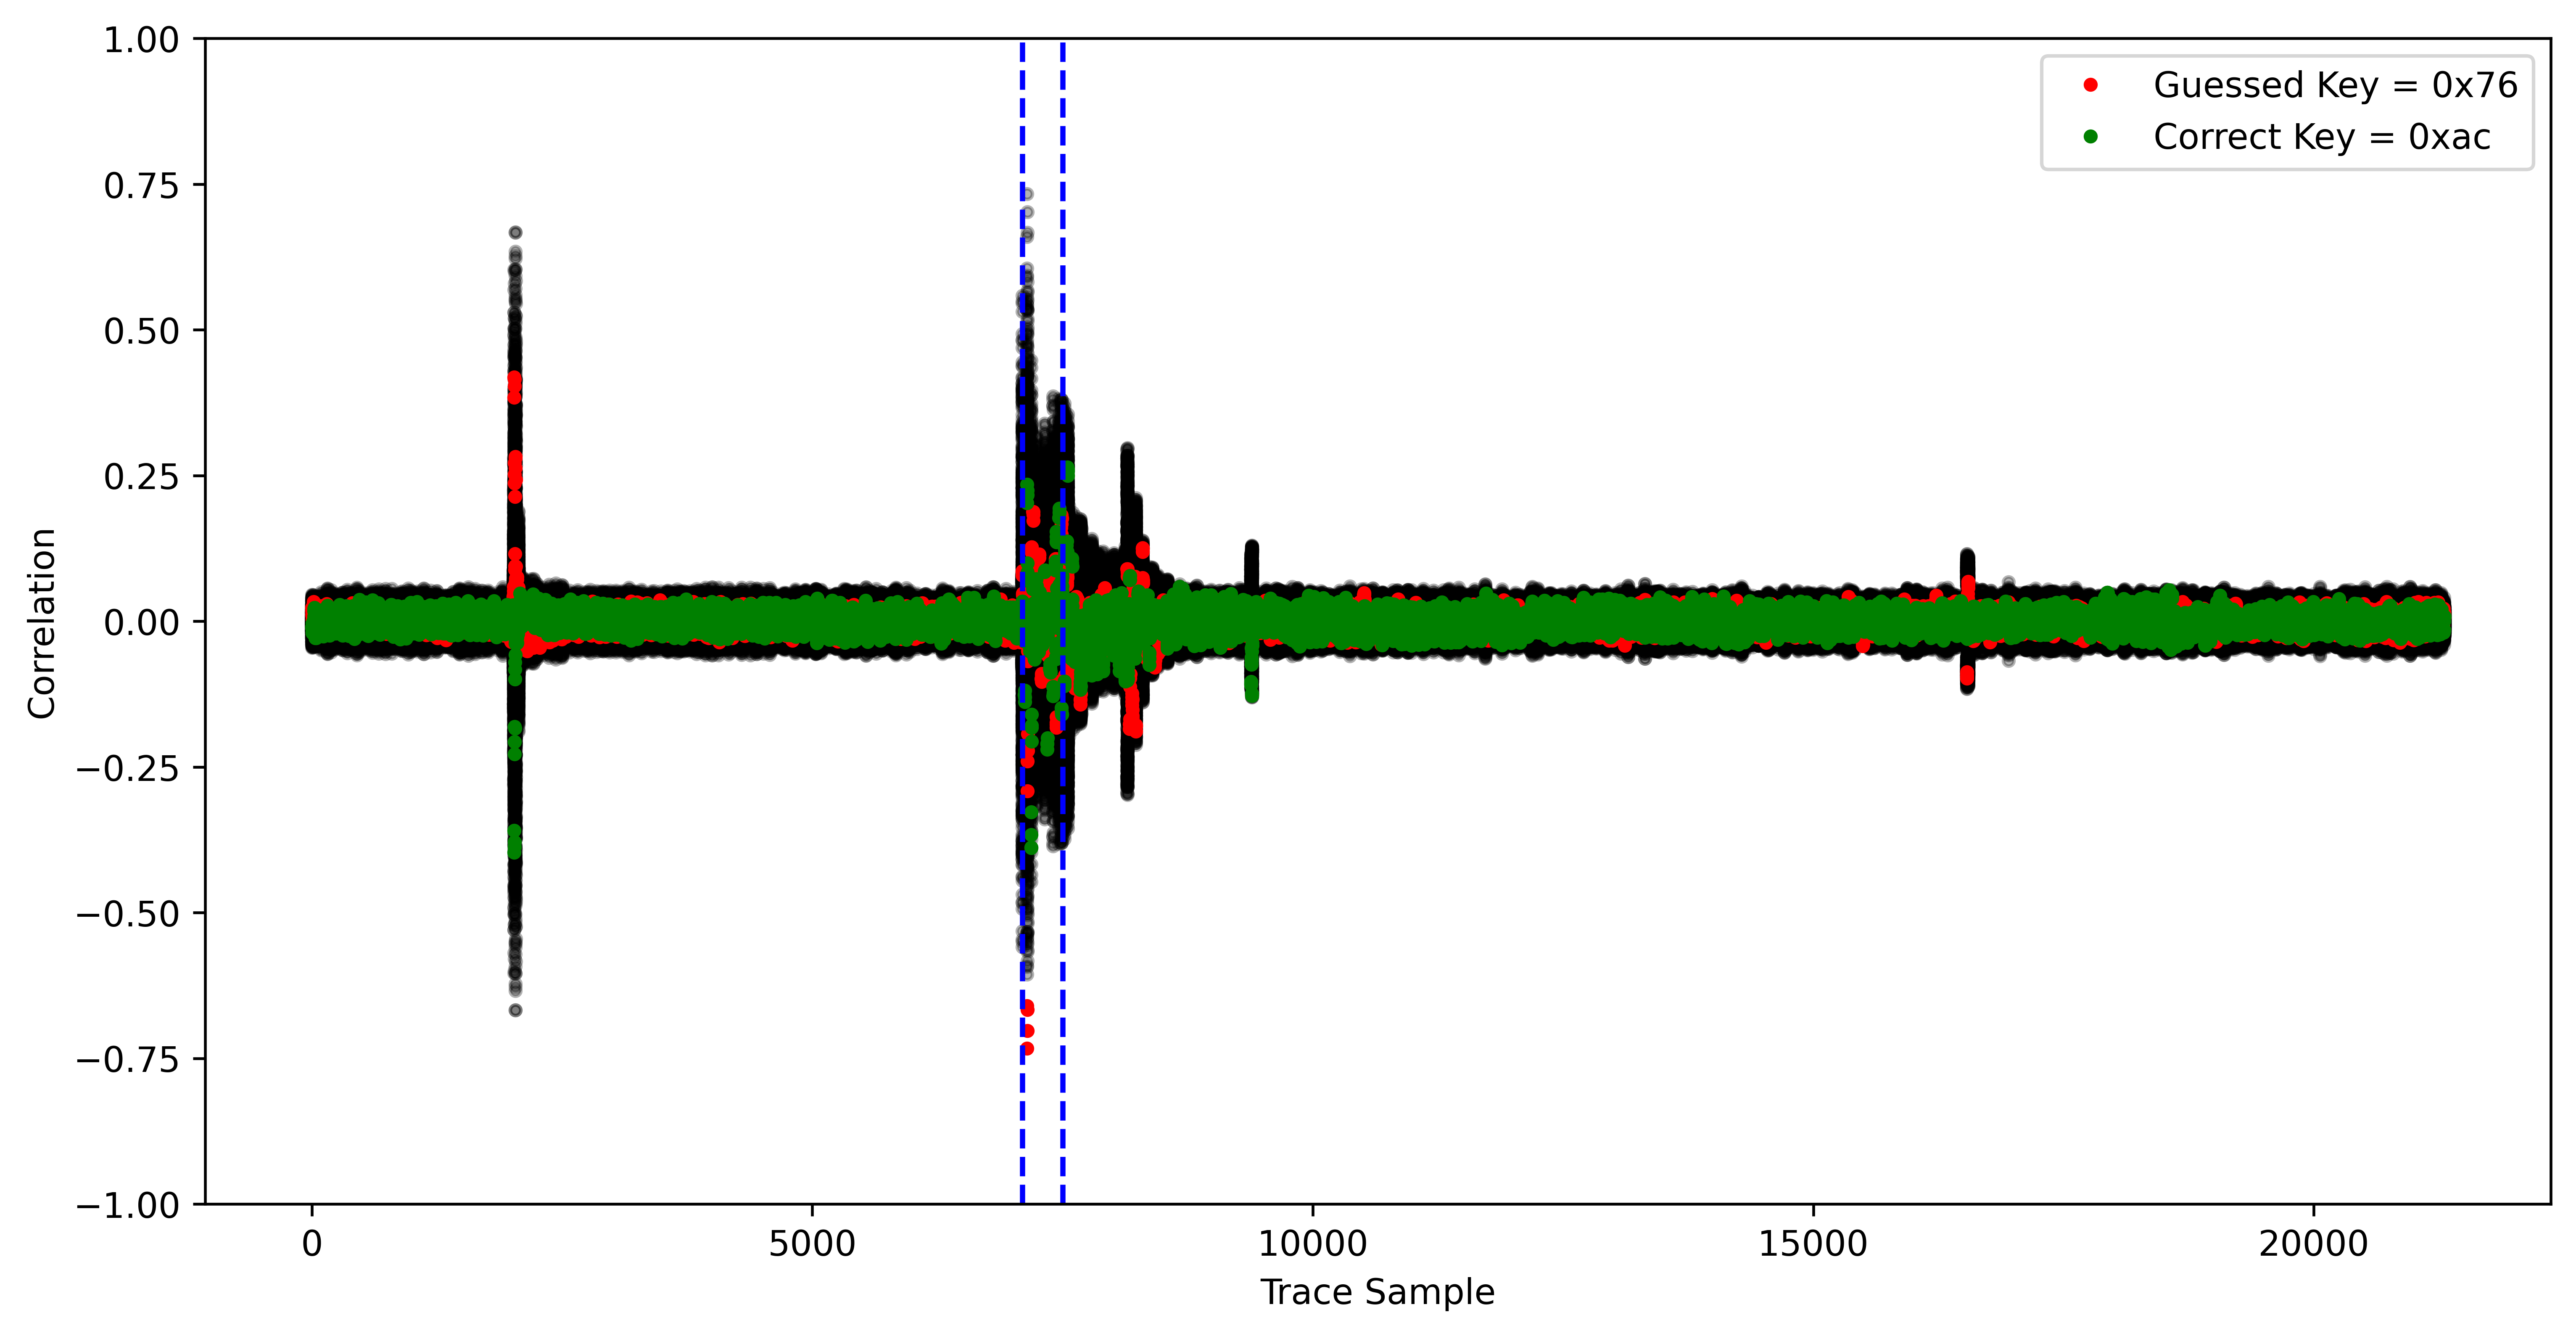 1.00
0.75
0.50
0.25
0.00
−0.25
−0.50
−0.75
−1.00
Correlation
Guessed Key = 0x76
Correct Key = 0xac
0 5000 10000 15000 20000
Trace Sample